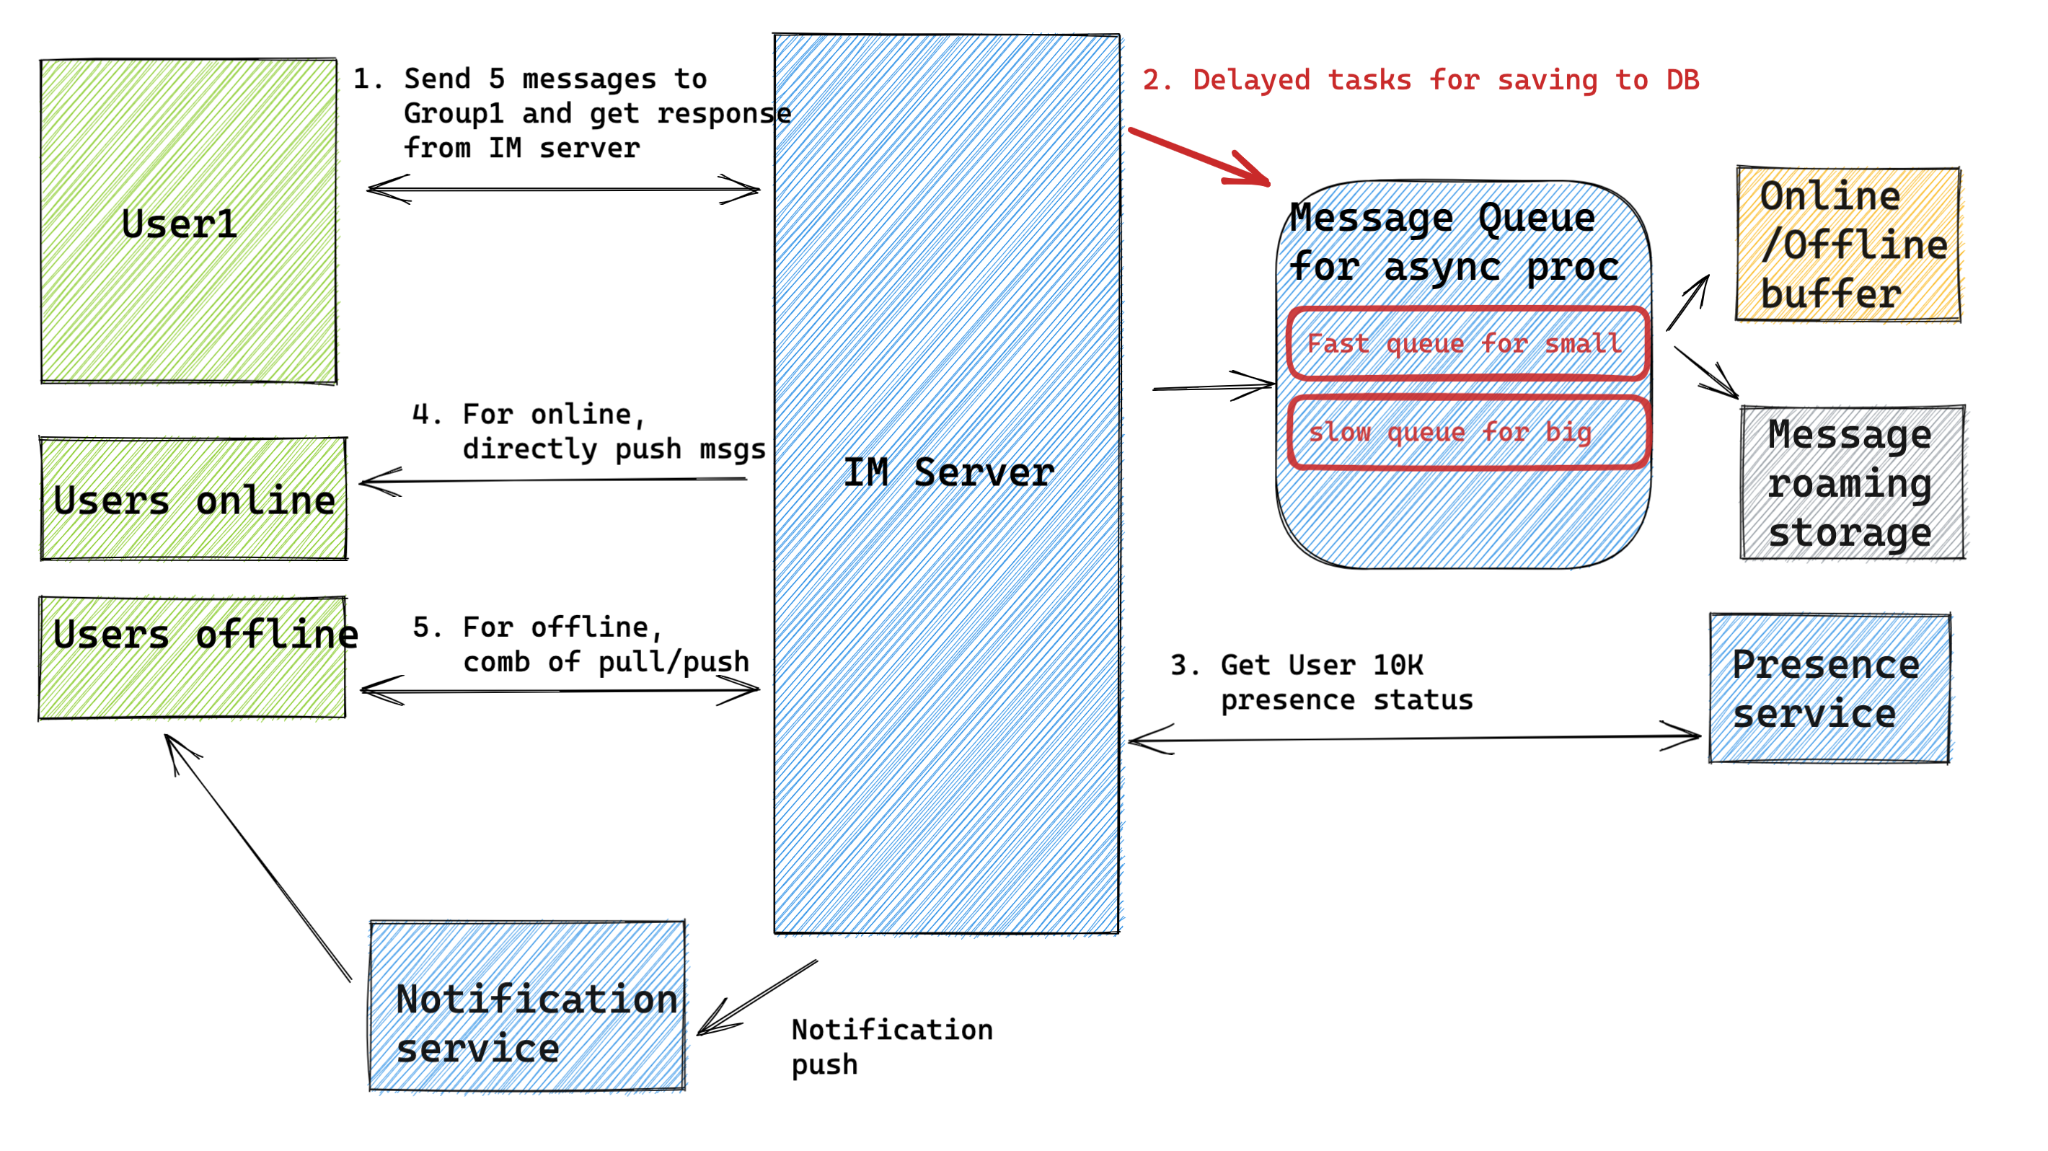 1. Send 5 messages to
Group1 and get response
from IM server
User1
2. Delayed tasks for saving to DB
Message Queue
for async proc
Fast queue for small
slow queue for big
Online
/Offline
buffer
Message
roaming
storage
4. For online,
directly push msgs
Users online
IM Server
Users offline
5. For offline,
comb of pull/push
3. Get User 10K
presence status
Presence
service
Notification
service
Notification
push